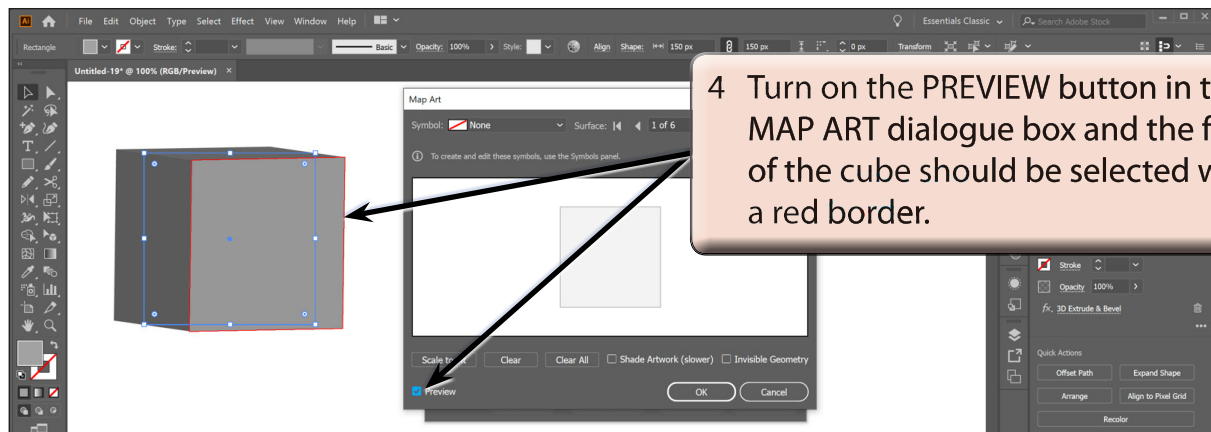 Ai File Edit Object Type Select Effect View Window Help Essentials Classic Search Adobe Stock
Rectangle Stroke: Basic Opacity: 100% Style: Align Shape: 150 px 150 px 0 px Transform
Untitled-19* @ 100% (RGB/Preview) ×
Map Art
Symbol: None Surface: 1 of 6
To create and edit these symbols, use the Symbols panel.
4 Turn on the PREVIEW button in t
MAP ART dialogue box and the f
of the cube should be selected w
a red border.
Stroke
Opacity 100%
fx 3D Extrude & Bevel
Quick Actions
Offset Path Expand Shape
Arrange Align to Pixel Grid
Recolor
Scale to Clear Clear All Shade Artwork (slower) Invisible Geometry
Preview OK Cancel